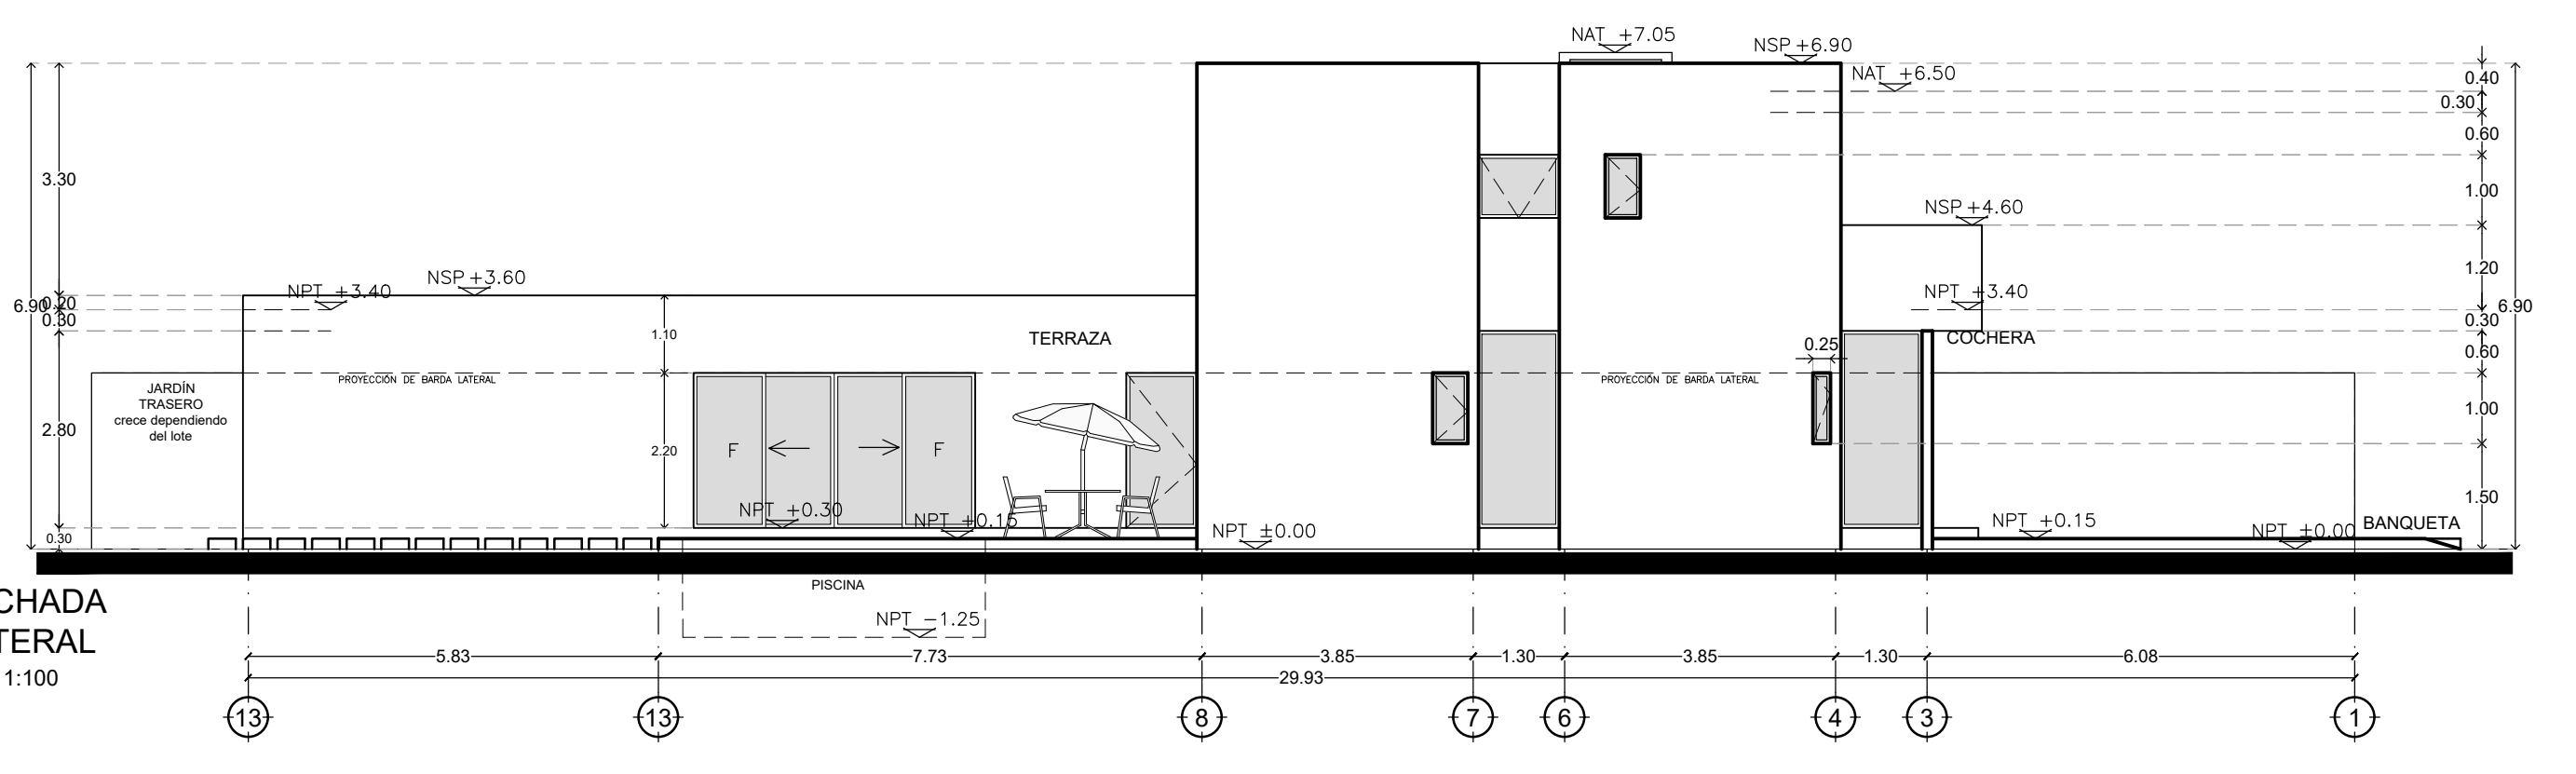 NAT +7.05
NSP +6.90
NAT +6.50
0.40
0.30
0.60
3.30
1.00
NSP +4.60
1.20
NSP +3.60
NPT +3.40
NPT +3.40
6.90
0.20
0.30
6.90
0.30
1.10
TERRAZA
0.25
COCHERA
0.60
PROYECCIÓN DE BARDA LATERAL
PROYECCIÓN DE BARDA LATERAL
JARDÍN
TRASERO
crece dependiendo
del lote
2.80
1.00
2.20
F
F
1.50
NPT +0.30
NPT +0.15
NPT ±0.00
NPT +0.15
NPT ±0.00
BANQUETA
0.30
PISCINA
NPT −1.25
CHADA
TERAL
1:100
5.83
7.73
3.85
1.30
3.85
1.30
6.08
29.93
13
13
8
7
6
4
3
1